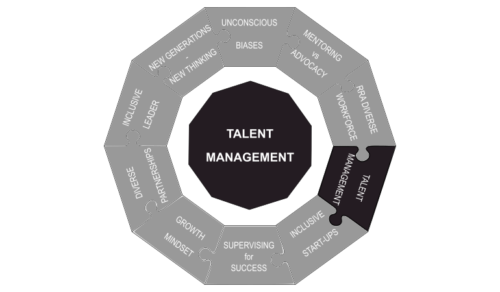 UNCONSCIOUS
BIASES
MENTORING
vs
ADVOCACY
RRA DIVERSE
WORKFORCE
TALENT
MANAGEMENT
INCLUSIVE
START-UPS
SUPERVISING
for
SUCCESS
GROWTH
MINDSET
DIVERSE
PARTNERSHIPS
INCLUSIVE
LEADER
NEW GENERATIONS
-
NEW THINKING
TALENT
MANAGEMENT